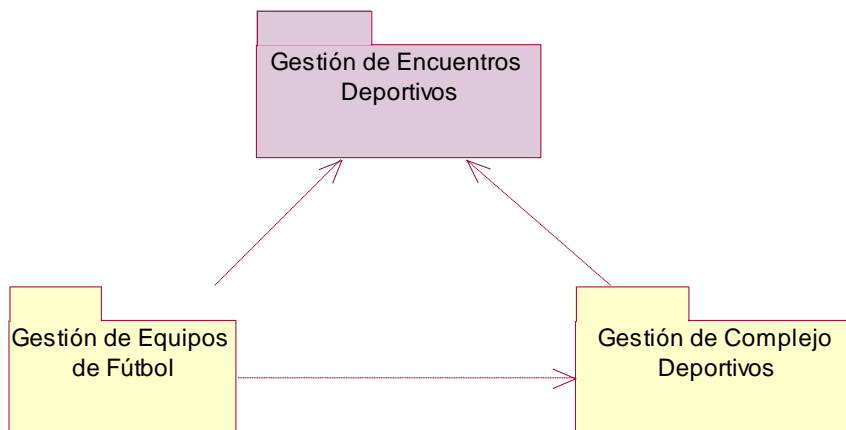 Gestión de Encuentros
Deportivos
Gestión de Equipos
de Fútbol
Gestión de Complejo
Deportivos